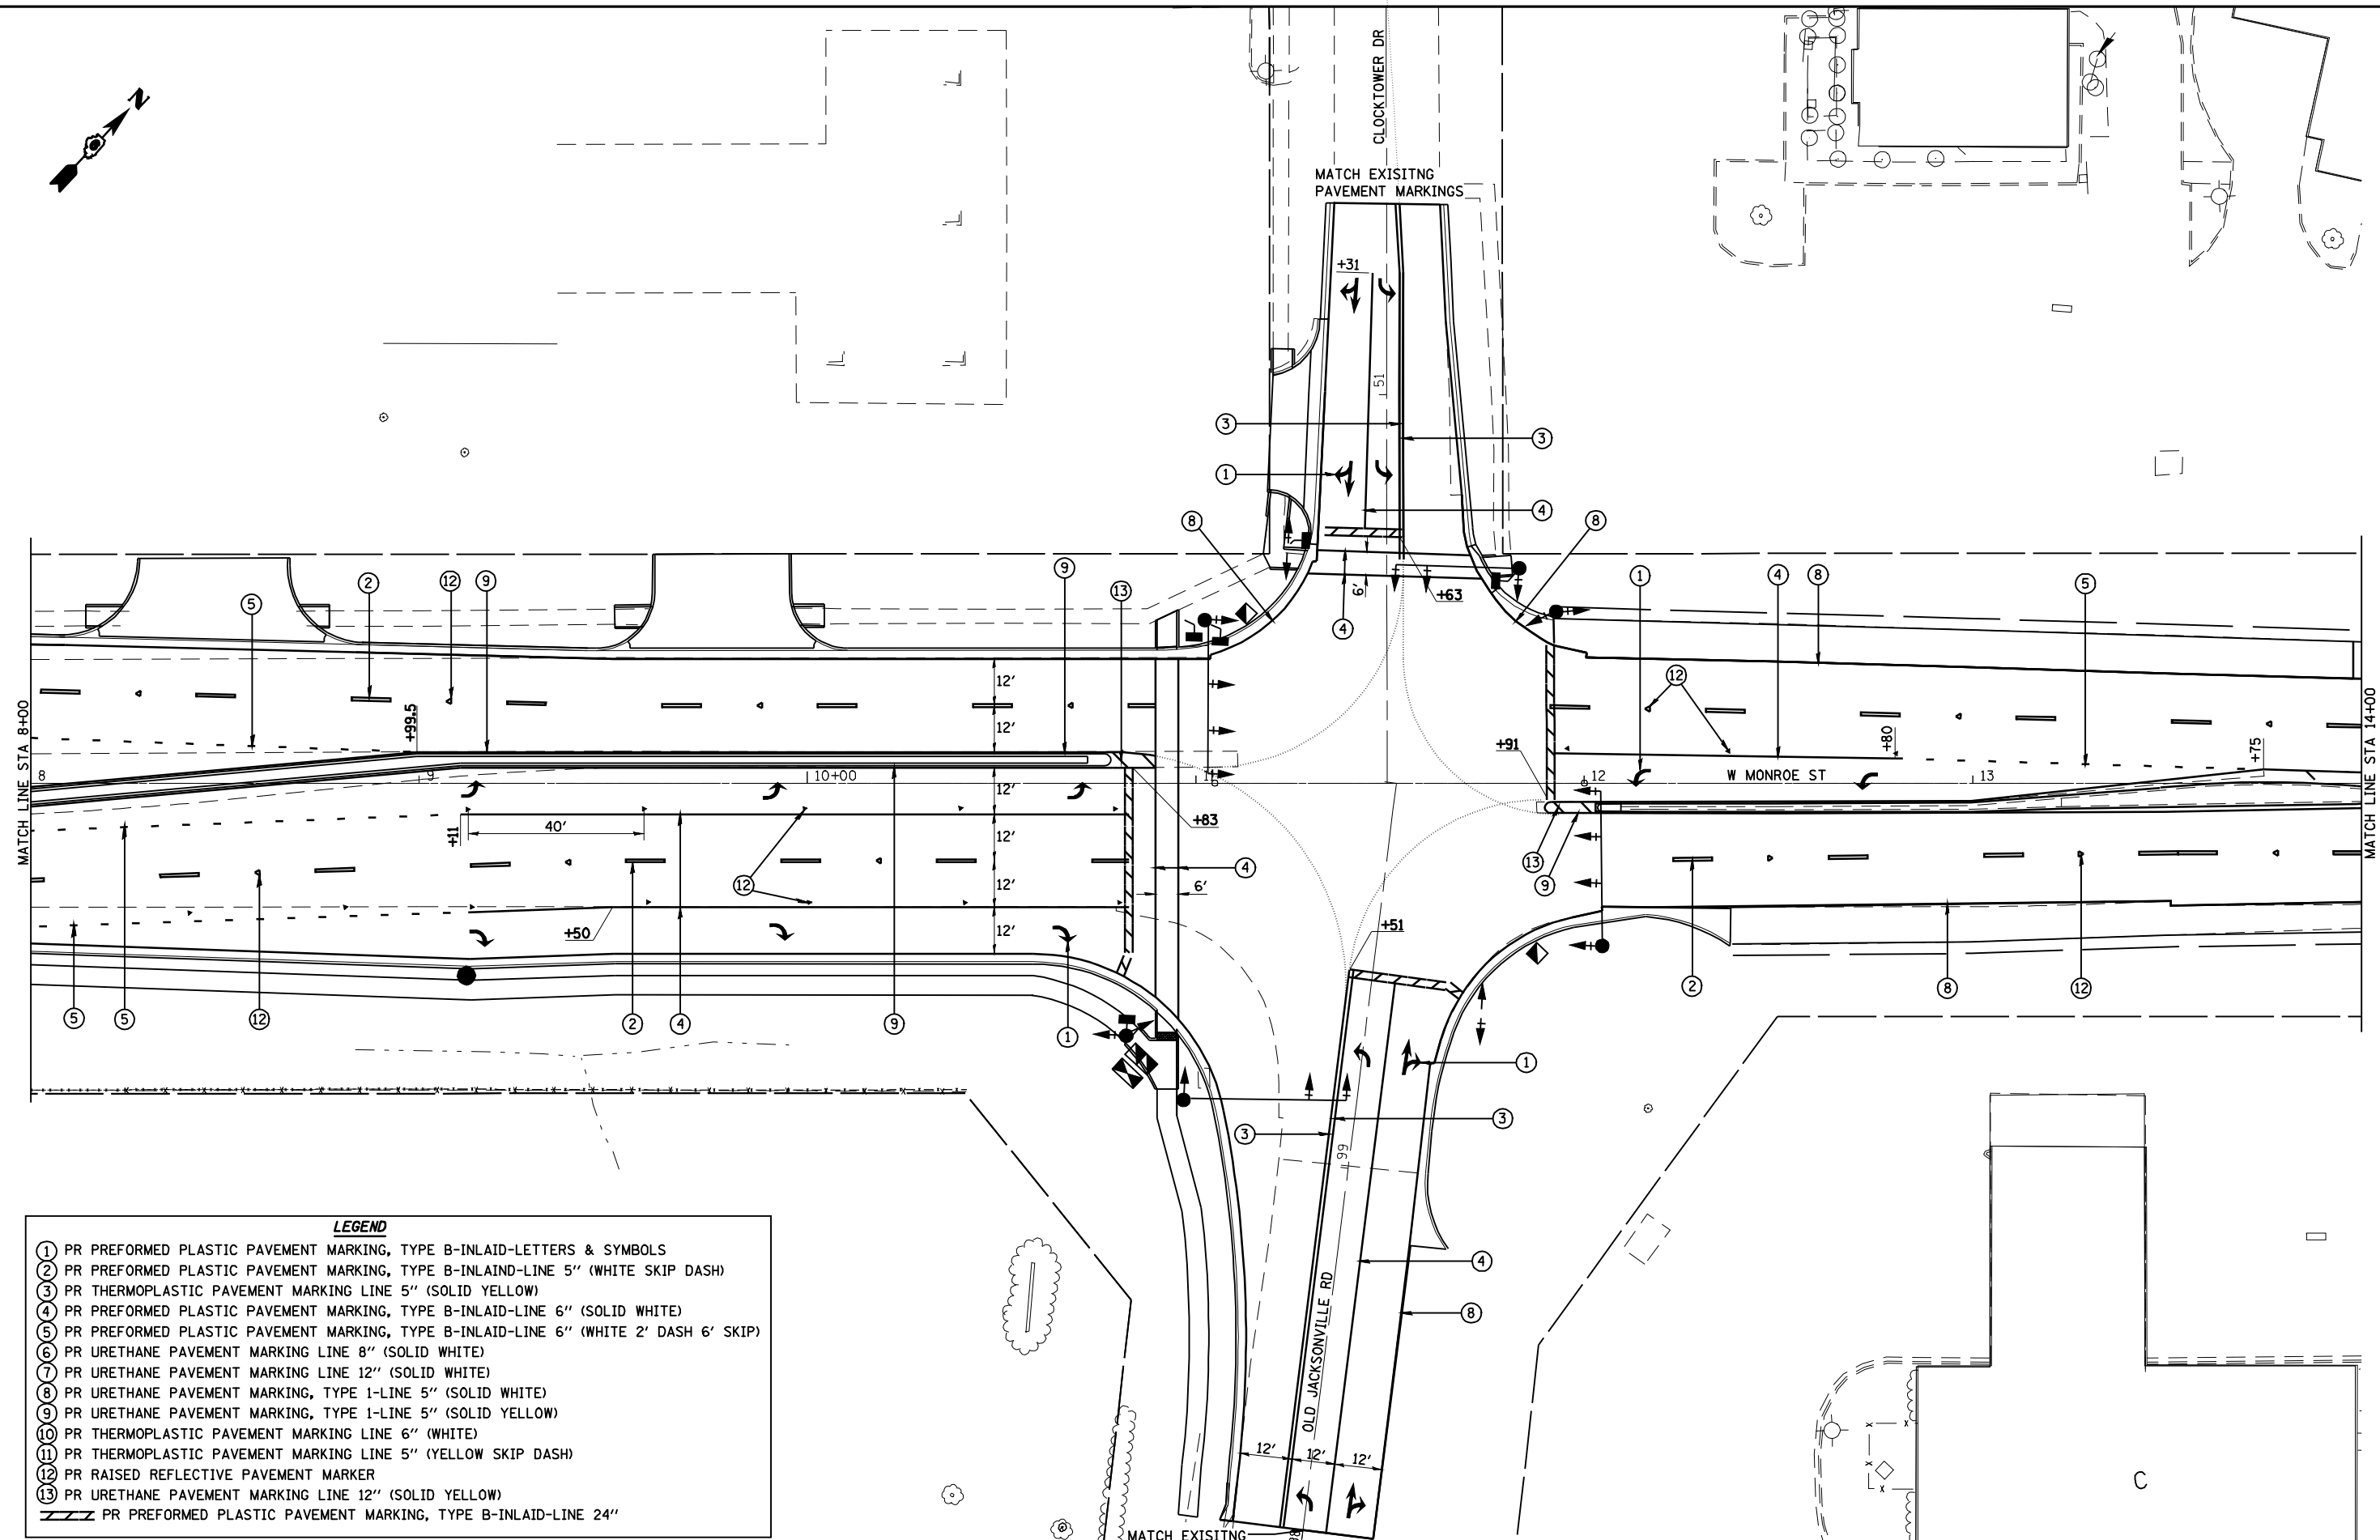 N
CLOCKTOWER DR
MATCH EXISITNG
PAVEMENT MARKINGS
+31
51
3
3
1
4
8
8
6'
+63
4
5
2
12
9
9
13
1
4
8
5
12
12'
12'
+99.5
+91
+80
+75
MATCH LINE STA 8+00
MATCH LINE STA 14+00
8
9
10+00
12
W MONROE ST
13
12'
+11
40'
+83
12'
12
4
13
9
12'
6'
+50
12'
+51
2
8
12
5
5
12
2
4
9
1
1
3
3
99
4
8
OLD JACKSONVILLE RD
12'
12'
12'
98
MATCH EXISITNG
C
LEGEND
1 PR PREFORMED PLASTIC PAVEMENT MARKING, TYPE B-INLAID-LETTERS & SYMBOLS
2 PR PREFORMED PLASTIC PAVEMENT MARKING, TYPE B-INLAIND-LINE 5" (WHITE SKIP DASH)
3 PR THERMOPLASTIC PAVEMENT MARKING LINE 5" (SOLID YELLOW)
4 PR PREFORMED PLASTIC PAVEMENT MARKING, TYPE B-INLAID-LINE 6" (SOLID WHITE)
5 PR PREFORMED PLASTIC PAVEMENT MARKING, TYPE B-INLAID-LINE 6" (WHITE 2' DASH 6' SKIP)
6 PR URETHANE PAVEMENT MARKING LINE 8" (SOLID WHITE)
7 PR URETHANE PAVEMENT MARKING LINE 12" (SOLID WHITE)
8 PR URETHANE PAVEMENT MARKING, TYPE 1-LINE 5" (SOLID WHITE)
9 PR URETHANE PAVEMENT MARKING, TYPE 1-LINE 5" (SOLID YELLOW)
10 PR THERMOPLASTIC PAVEMENT MARKING LINE 6" (WHITE)
11 PR THERMOPLASTIC PAVEMENT MARKING LINE 5" (YELLOW SKIP DASH)
12 PR RAISED REFLECTIVE PAVEMENT MARKER
13 PR URETHANE PAVEMENT MARKING LINE 12" (SOLID YELLOW)
PR PREFORMED PLASTIC PAVEMENT MARKING, TYPE B-INLAID-LINE 24"